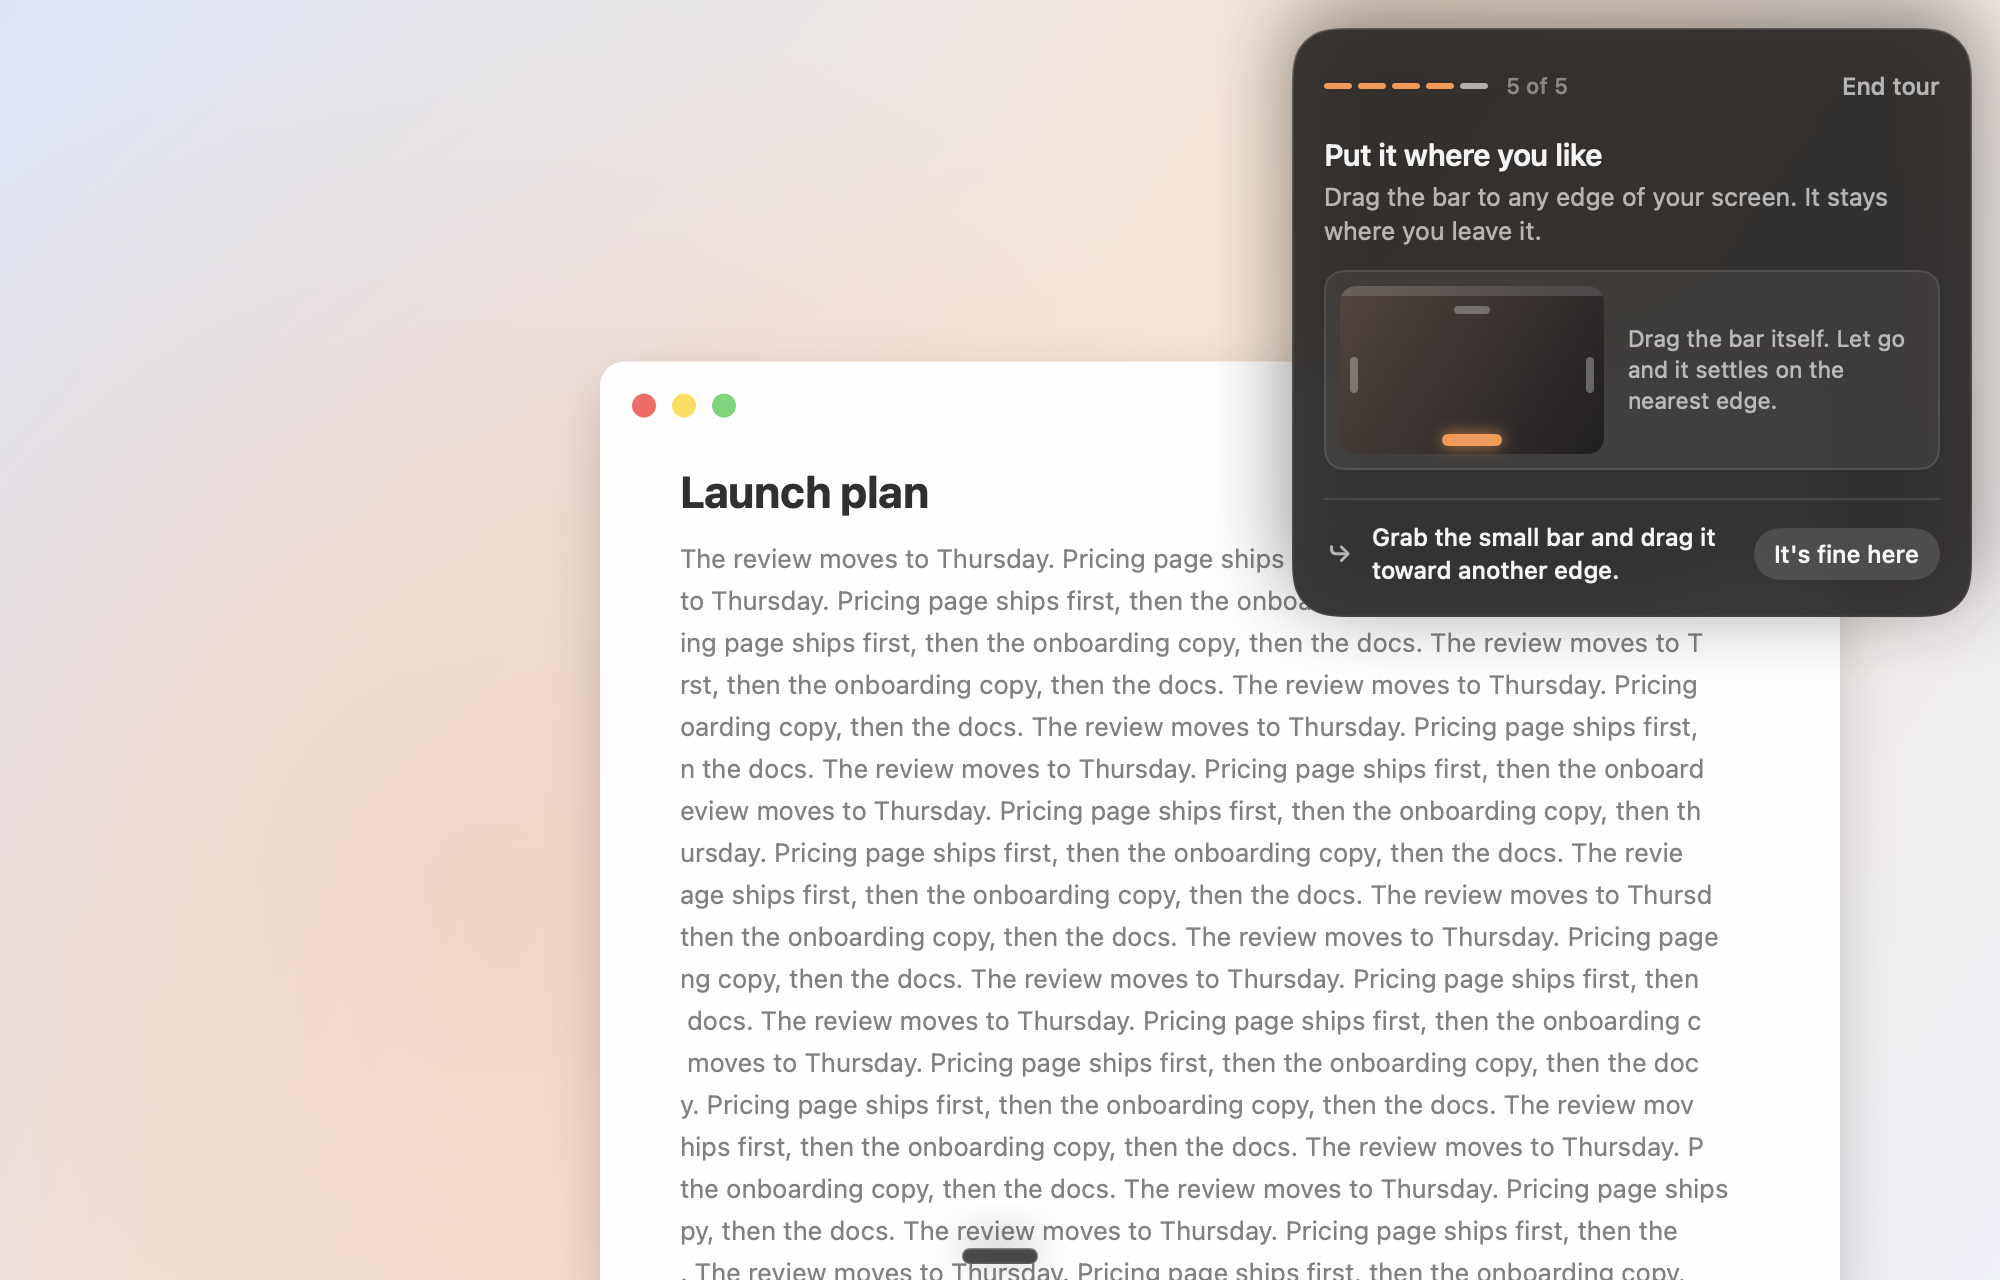 5 of 5
End tour
Put it where you like
Drag the bar to any edge of your screen. It stays
where you leave it.
Drag the bar itself. Let go
and it settles on the
nearest edge.
Grab the small bar and drag it
toward another edge.
It's fine here
Launch plan
The review moves to Thursday. Pricing page ships
to Thursday. Pricing page ships first, then the onboa
ing page ships first, then the onboarding copy, then the docs. The review moves to T
rst, then the onboarding copy, then the docs. The review moves to Thursday. Pricing
oarding copy, then the docs. The review moves to Thursday. Pricing page ships first,
n the docs. The review moves to Thursday. Pricing page ships first, then the onboard
eview moves to Thursday. Pricing page ships first, then the onboarding copy, then th
ursday. Pricing page ships first, then the onboarding copy, then the docs. The revie
age ships first, then the onboarding copy, then the docs. The review moves to Thursd
then the onboarding copy, then the docs. The review moves to Thursday. Pricing page
ng copy, then the docs. The review moves to Thursday. Pricing page ships first, then
docs. The review moves to Thursday. Pricing page ships first, then the onboarding c
moves to Thursday. Pricing page ships first, then the onboarding copy, then the doc
y. Pricing page ships first, then the onboarding copy, then the docs. The review mov
hips first, then the onboarding copy, then the docs. The review moves to Thursday. P
the onboarding copy, then the docs. The review moves to Thursday. Pricing page ships
py, then the docs. The review moves to Thursday. Pricing page ships first, then the
. The review moves to Thursday. Pricing page ships first, then the onboarding copy,